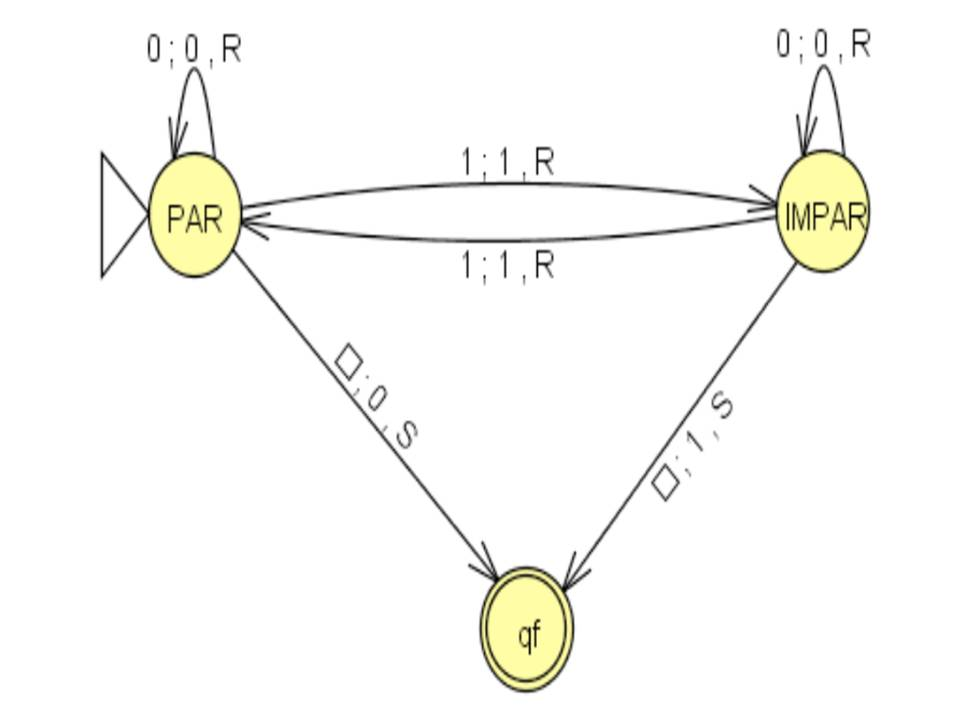 0 ; 0 , R
0 ; 0 , R
1 ; 1 , R
PAR
IMPAR
1 ; 1 , R
□ ; 0 , S
□ ; 1 , S
qf